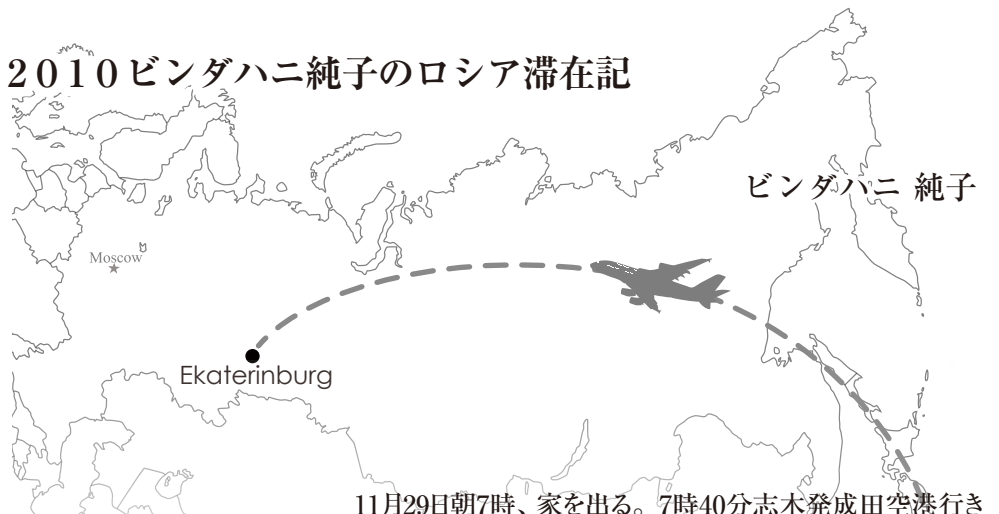 2010ビンダハニ純子のロシア滞在記
ビンダハニ 純子
Moscow
Ekaterinburg
11月29日朝7時、家を出る。7時40分志木発成田空港行き